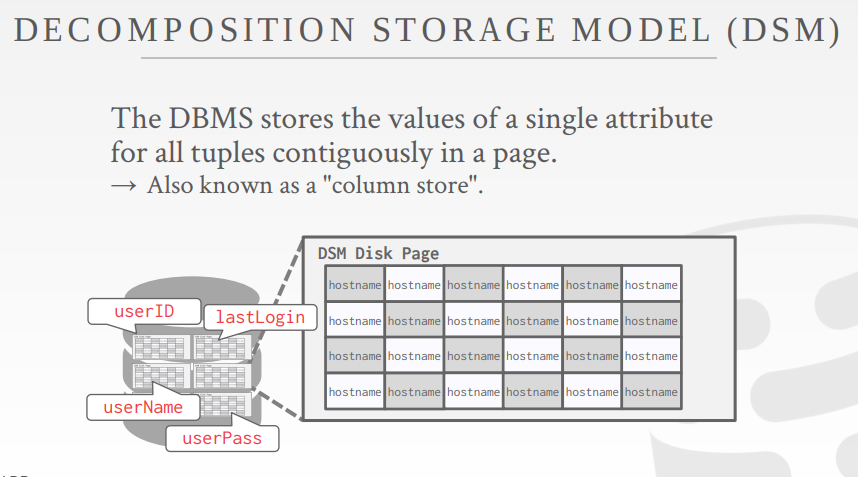 DECOMPOSITION STORAGE MODEL (DSM)
The DBMS stores the values of a single attribute
for all tuples contiguously in a page.
→ Also known as a "column store".
DSM Disk Page
hostname hostname hostname hostname hostname hostname
hostname hostname hostname hostname hostname hostname
hostname hostname hostname hostname hostname hostname
hostname hostname hostname hostname hostname hostname
userID
lastLogin
userName
userPass